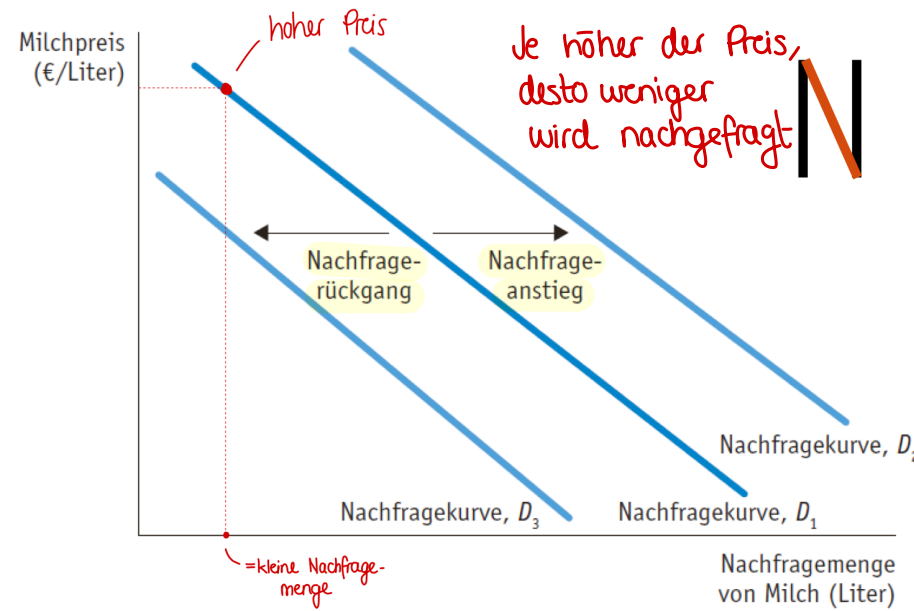 Milchpreis
(€/Liter)
hoher Preis
Je höher der Preis,
desto weniger
wird nachgefragt
N
Nachfrage-
rückgang
Nachfrage-
anstieg
Nachfragekurve, D₂
Nachfragekurve, D₃
Nachfragekurve, D₁
=kleine Nachfrage-
menge
Nachfragemenge
von Milch (Liter)